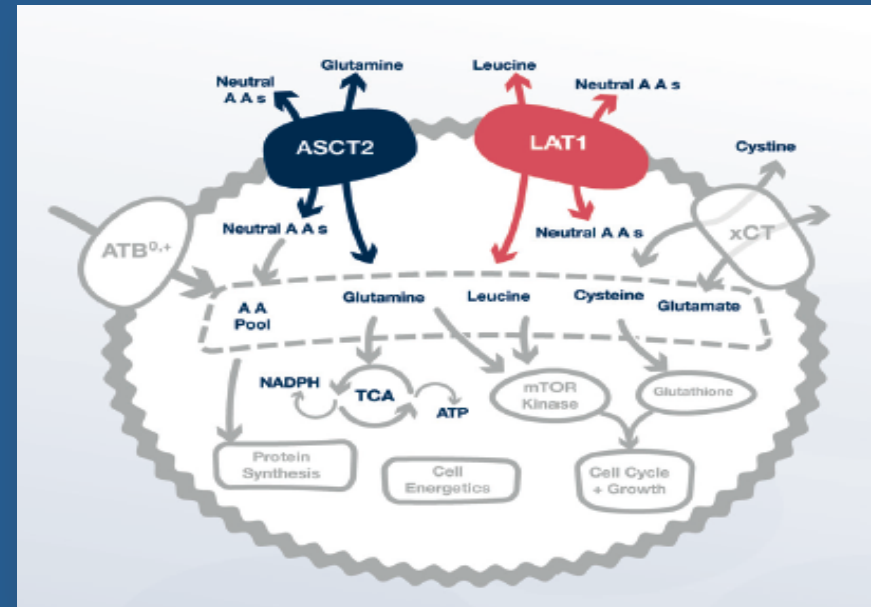 Glutamine
Leucine
Neutral
A A s
Neutral A A s
ASCT2
LAT1
Cystine
Neutral A A s
Neutral A A s
ATB0,+
xCT
A A
Pool
Glutamine
Leucine
Cysteine
Glutamate
NADPH
TCA
ATP
mTOR
Kinase
Glutathione
Protein
Synthesis
Cell
Energetics
Cell Cycle
+ Growth